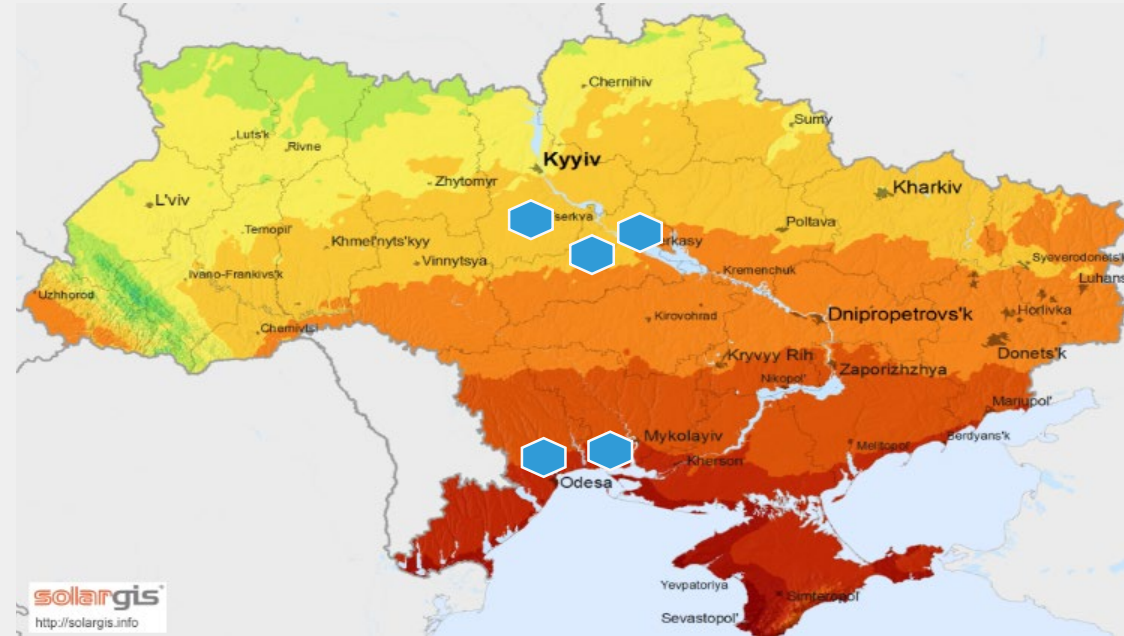 Chernihiv
Sumy
Luts'k
Rivne
Kyyiv
Zhytomyr
Kharkiv
L'viv
Ternopil'
Khmel'nyts'kyy
Vinnytsya
serkva
erkasy
Poltava
Ivano-Frankivs'k
Kremenchuk
Syeverodonets'k
Luhans
Uzhhorod
Chernivtsi
Kirovohrad
Dnipropetrovs'k
Horlivka
Donets'k
Kryvyy Rih
Zaporizhzhya
Nikopol'
Mariupol'
Mykolayiv
Melitopol'
Berdyans'k
Kherson
Odesa
Yevpatoriya
Simferopol'
Sevastopol'
solargis
http://solargis.info